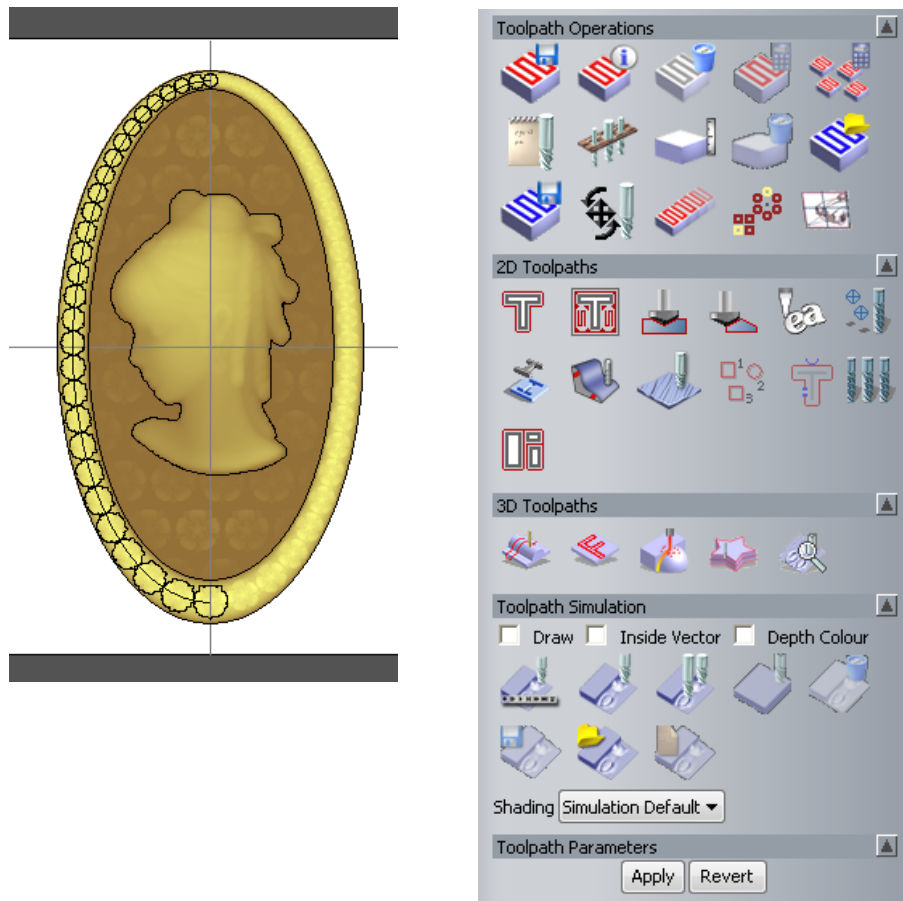 Toolpath Operations
2D Toolpaths
3D Toolpaths
Toolpath Simulation
Draw Inside Vector Depth Colour
Shading Simulation Default
Toolpath Parameters
Apply Revert